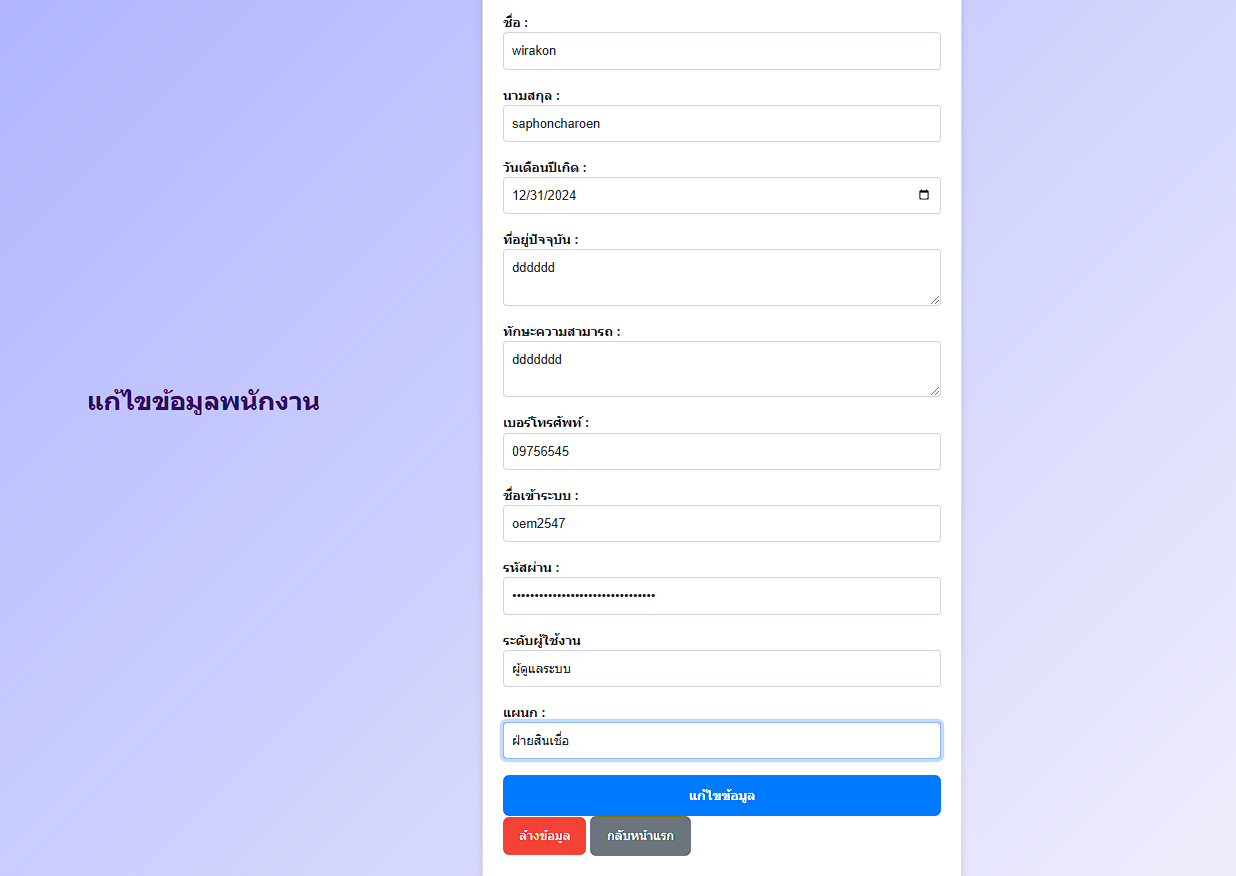 ชื่อ :
wirakon
นามสกุล :
saphoncharoen
วันเดือนปีเกิด :
12/31/2024
ที่อยู่ปัจจุบัน :
dddddd
ทักษะความสามารถ :
ddddddd
แก้ไขข้อมูลพนักงาน
เบอร์โทรศัพท์ :
09756545
ชื่อเข้าระบบ :
oem2547
รหัสผ่าน :
••••••••••••••••••••••••••••••••
ระดับผู้ใช้งาน
ผู้ดูแลระบบ
แผนก :
ฝ่ายสินเชื่อ
แก้ไขข้อมูล
ล้างข้อมูล กลับหน้าแรก